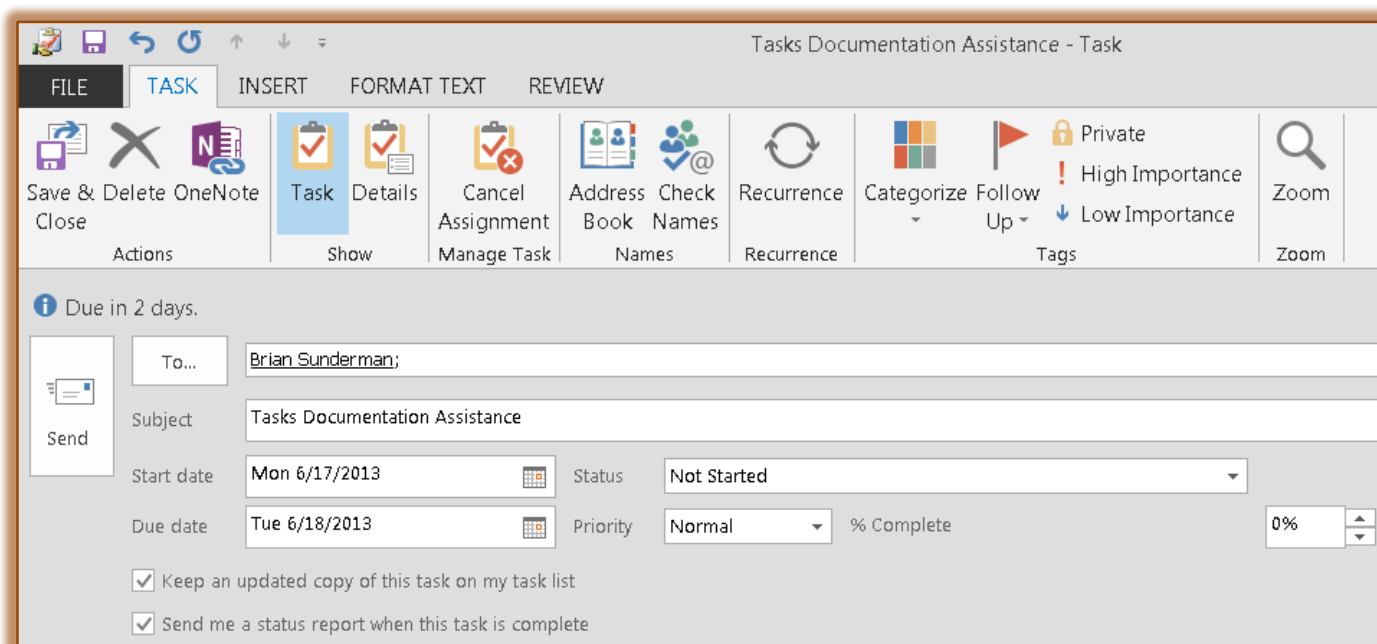 Tasks Documentation Assistance - Task
FILE TASK INSERT FORMAT TEXT REVIEW
Save & Close Delete OneNote Task Details Cancel Assignment Address Book Check Names Recurrence Categorize Follow Up Private Zoom
High Importance
Low Importance
Actions Show Manage Task Names Recurrence Tags Zoom
Due in 2 days.
To... Brian Sunderman;
Send
Subject Tasks Documentation Assistance
Start date Mon 6/17/2013 Status Not Started
Due date Tue 6/18/2013 Priority Normal % Complete 0%
Keep an updated copy of this task on my task list
Send me a status report when this task is complete